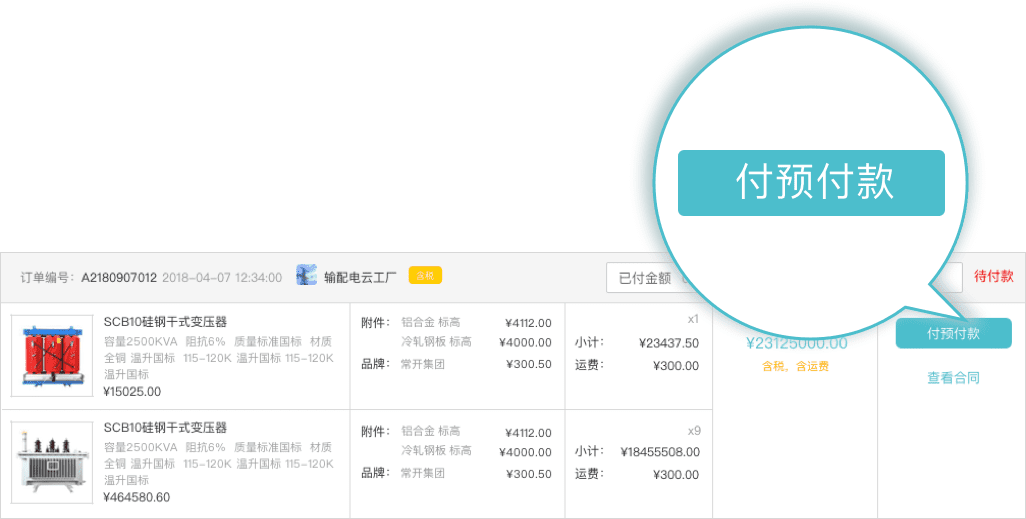 付预付款
订单编号： A2180907012 2018-04-07 12:34:00 输配电云工厂 含税 已付金额 待付款
SCB10硅钢干式变压器
容量2500KVA 阻抗6% 质量标准国标 材质
全铜 温升国标 115-120K 温升国标 115-120K
温升国标
¥15025.00
附件： 铝合金 标高 ¥4112.00
冷轧钢板 标高 ¥4000.00
品牌： 常开集团 ¥300.50
x1
小计： ¥23437.50
运费： ¥300.00
¥23125000.00
含税，含运费
付预付款
查看合同
SCB10硅钢干式变压器
容量2500KVA 阻抗6% 质量标准国标 材质
全铜 温升国标 115-120K 温升国标 115-120K
温升国标
¥464580.60
附件： 铝合金 标高 ¥4112.00
冷轧钢板 标高 ¥4000.00
品牌： 常开集团 ¥300.50
x9
小计： ¥18455508.00
运费： ¥300.00